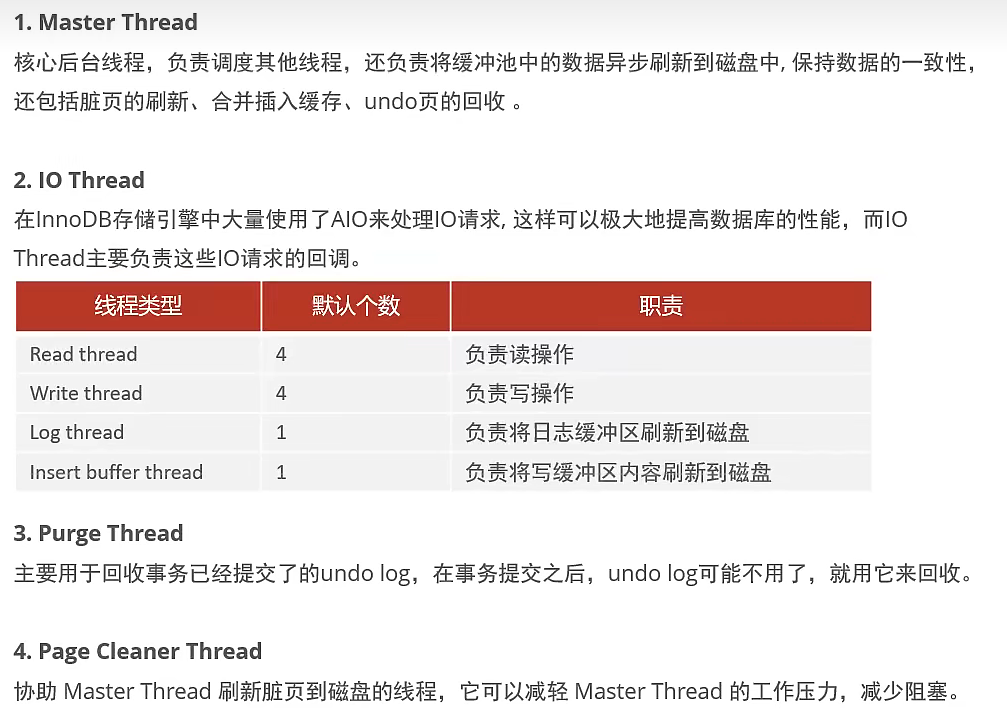 1. Master Thread
核心后台线程，负责调度其他线程，还负责将缓冲池中的数据异步刷新到磁盘中, 保持数据的一致性，
还包括脏页的刷新、合并插入缓存、undo页的回收 。
2. IO Thread
在InnoDB存储引擎中大量使用了AIO来处理IO请求, 这样可以极大地提高数据库的性能，而IO
Thread主要负责这些IO请求的回调。
线程类型 默认个数 职责
Read thread 4 负责读操作
Write thread 4 负责写操作
Log thread 1 负责将日志缓冲区刷新到磁盘
Insert buffer thread 1 负责将写缓冲区内容刷新到磁盘
3. Purge Thread
主要用于回收事务已经提交了的undo log，在事务提交之后，undo log可能不用了，就用它来回收。
4. Page Cleaner Thread
协助 Master Thread 刷新脏页到磁盘的线程，它可以减轻 Master Thread 的工作压力，减少阻塞。